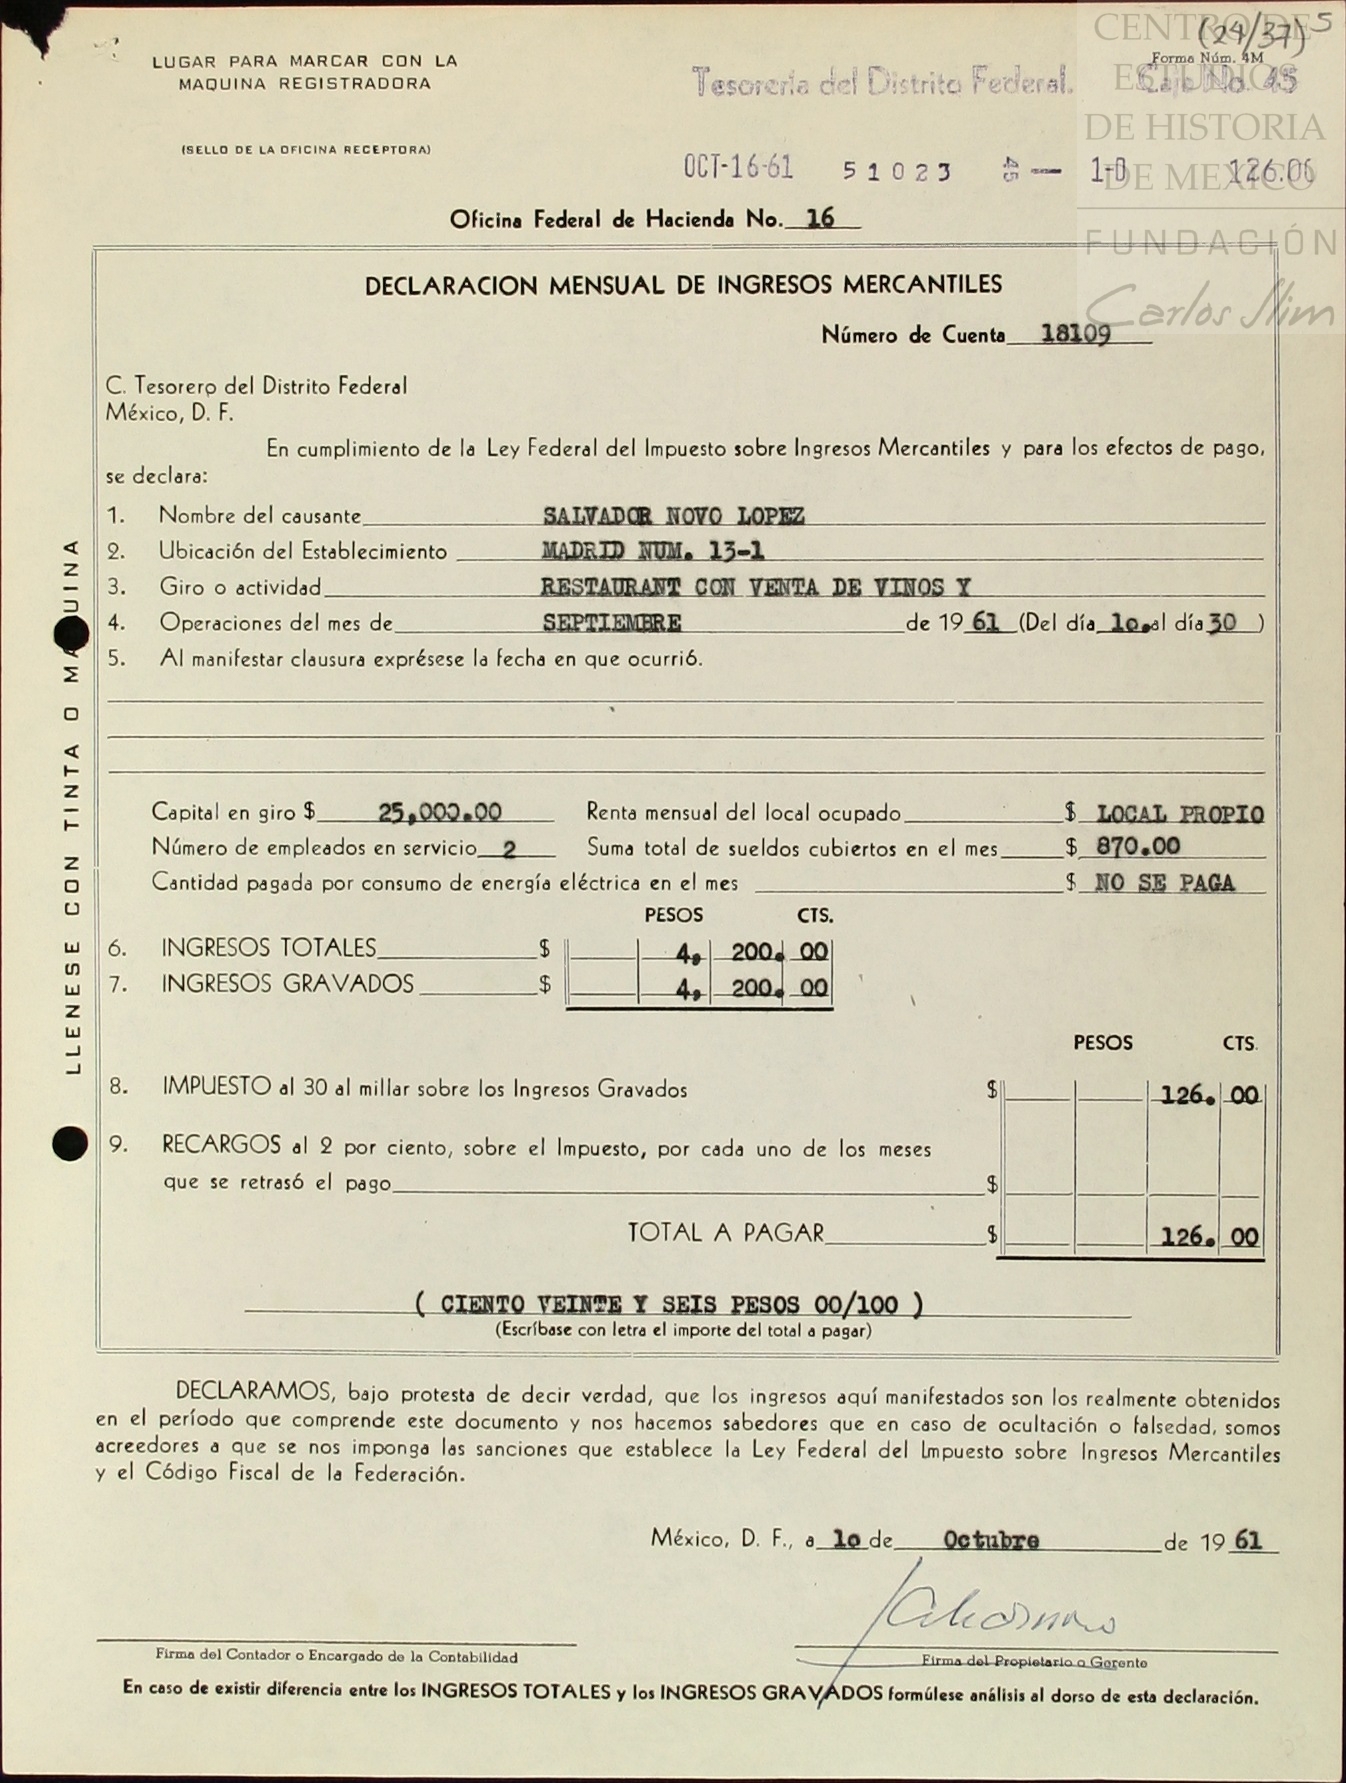 (24/37) 5
CENTRO DE
ESTUDIOS
DE HISTORIA
DE MEXICO
FUNDACIÓN
Carlos Slim
LUGAR PARA MARCAR CON LA
MAQUINA REGISTRADORA
(SELLO DE LA OFICINA RECEPTORA)
Forma Núm. 4M
Tesorería del Distrito Federal. Caja No. 45
OCT-16-61 51023 45 — 1-D 126.00
Oficina Federal de Hacienda No. 16
DECLARACION MENSUAL DE INGRESOS MERCANTILES
Número de Cuenta 18109
C. Tesorero del Distrito Federal
México, D. F.
En cumplimiento de la Ley Federal del Impuesto sobre Ingresos Mercantiles y para los efectos de pago,
se declara:
1. Nombre del causante SALVADOR NOVO LOPEZ
2. Ubicación del Establecimiento MADRID NUM. 13-1
3. Giro o actividad RESTAURANT CON VENTA DE VINOS Y
4. Operaciones del mes de SEPTIEMBRE de 19 61 (Del día 1o. al día 30 )
5. Al manifestar clausura exprésese la fecha en que ocurrió.
Capital en giro $ 25,000.00 Renta mensual del local ocupado $ LOCAL PROPIO
Número de empleados en servicio 2 Suma total de sueldos cubiertos en el mes $ 870.00
Cantidad pagada por consumo de energía eléctrica en el mes $ NO SE PAGA
PESOS CTS.
6. INGRESOS TOTALES $ 4, 200. 00
7. INGRESOS GRAVADOS $ 4, 200. 00
PESOS CTS.
8. IMPUESTO al 30 al millar sobre los Ingresos Gravados $ 126. 00
9. RECARGOS al 2 por ciento, sobre el Impuesto, por cada uno de los meses
que se retrasó el pago $
TOTAL A PAGAR $ 126. 00
( CIENTO VEINTE Y SEIS PESOS 00/100 )
(Escríbase con letra el importe del total a pagar)
LLENESE CON TINTA O MAQUINA
DECLARAMOS, bajo protesta de decir verdad, que los ingresos aquí manifestados son los realmente obtenidos
en el período que comprende este documento y nos hacemos sabedores que en caso de ocultación o falsedad, somos
acreedores a que se nos imponga las sanciones que establece la Ley Federal del Impuesto sobre Ingresos Mercantiles
y el Código Fiscal de la Federación.
México, D. F., a 1o de Octubre de 19 61
Firma del Contador o Encargado de la Contabilidad
Firma del Propietario o Gerente
En caso de existir diferencia entre los INGRESOS TOTALES y los INGRESOS GRAVADOS formúlese análisis al dorso de esta declaración.